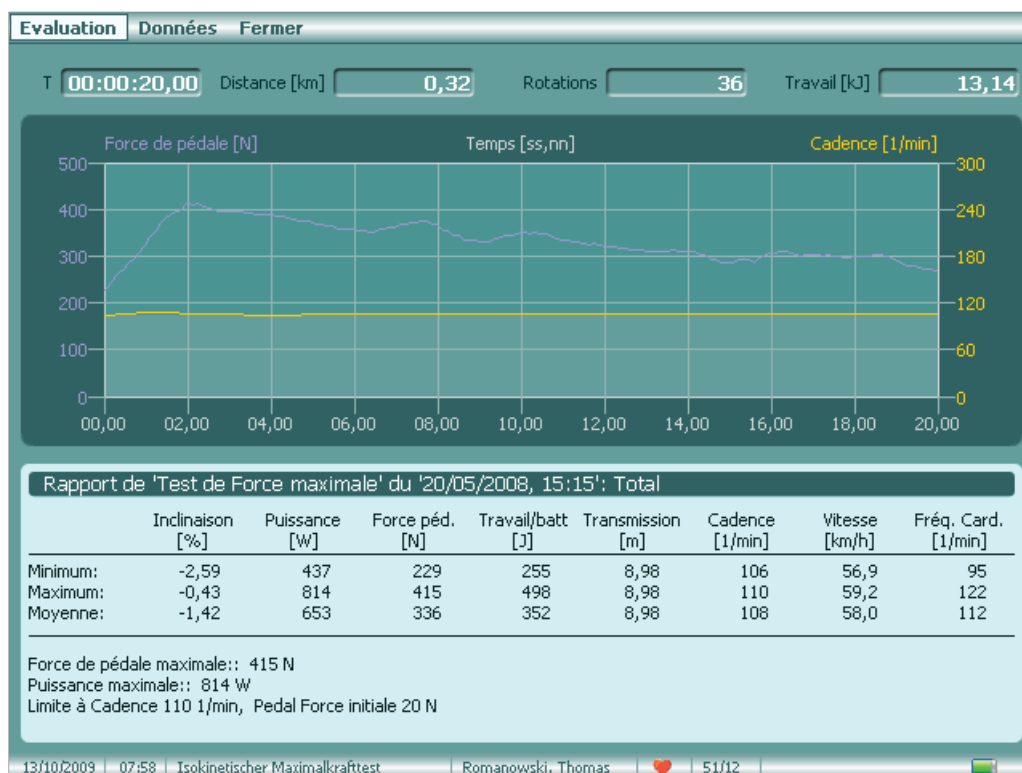 Evaluation Données Fermer
T 00:00:20,00 Distance [km] 0,32 Rotations 36 Travail [kJ] 13,14
Force de pédale [N] Temps [ss,nn] Cadence [1/min]
500 300
400 240
300 180
200 120
100 60
0 0
00,00 02,00 04,00 06,00 08,00 10,00 12,00 14,00 16,00 18,00 20,00
Rapport de 'Test de Force maximale' du '20/05/2008, 15:15': Total
Inclinaison Puissance Force péd. Travail/batt Transmission Cadence Vitesse Fréq. Card.
[%] [W] [N] [J] [m] [1/min] [km/h] [1/min]
Minimum: -2,59 437 229 255 8,98 106 56,9 95
Maximum: -0,43 814 415 498 8,98 110 59,2 122
Moyenne: -1,42 653 336 352 8,98 108 58,0 112
Force de pédale maximale:: 415 N
Puissance maximale:: 814 W
Limite à Cadence 110 1/min, Pedal Force initiale 20 N
13/10/2009 07:58 Isokinetischer Maximalkrafttest Romanowski, Thomas 51/12